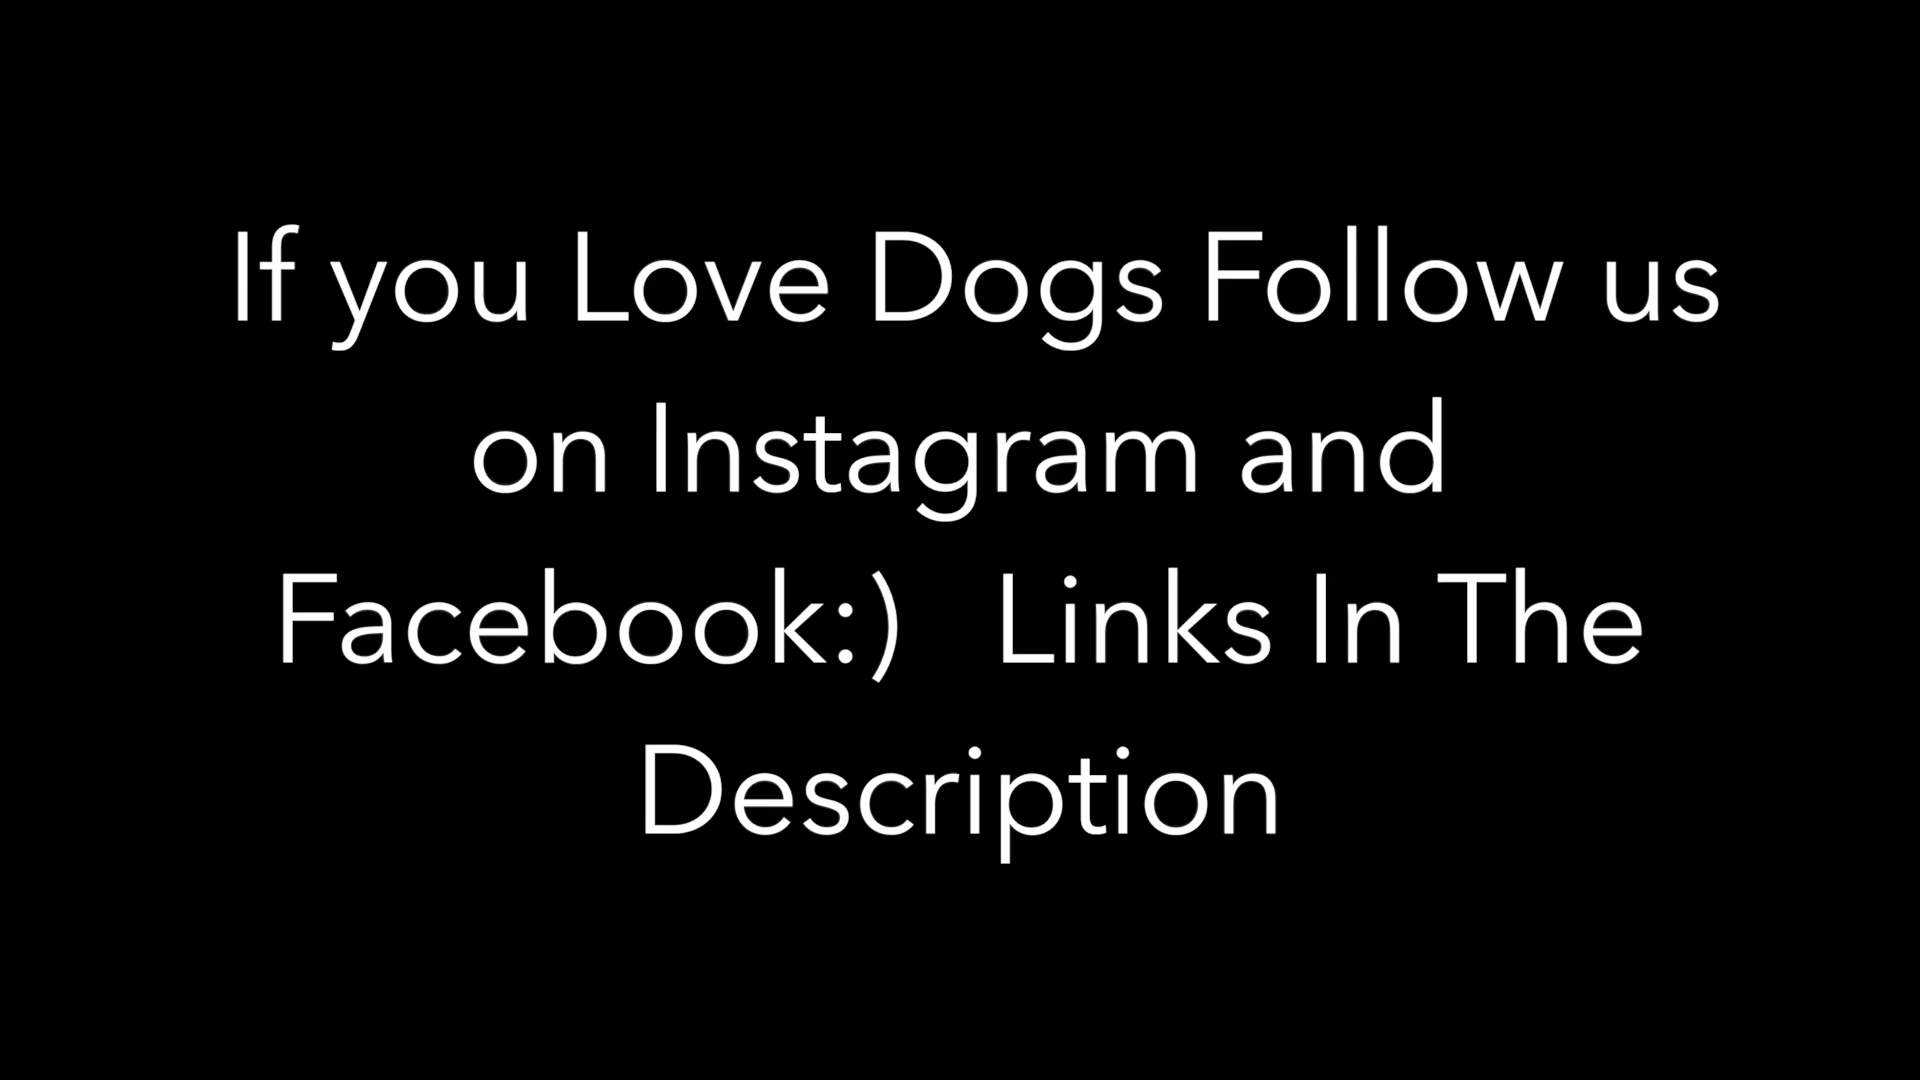 If you Love Dogs Follow us
on Instagram and
Facebook:)   Links In The
Description